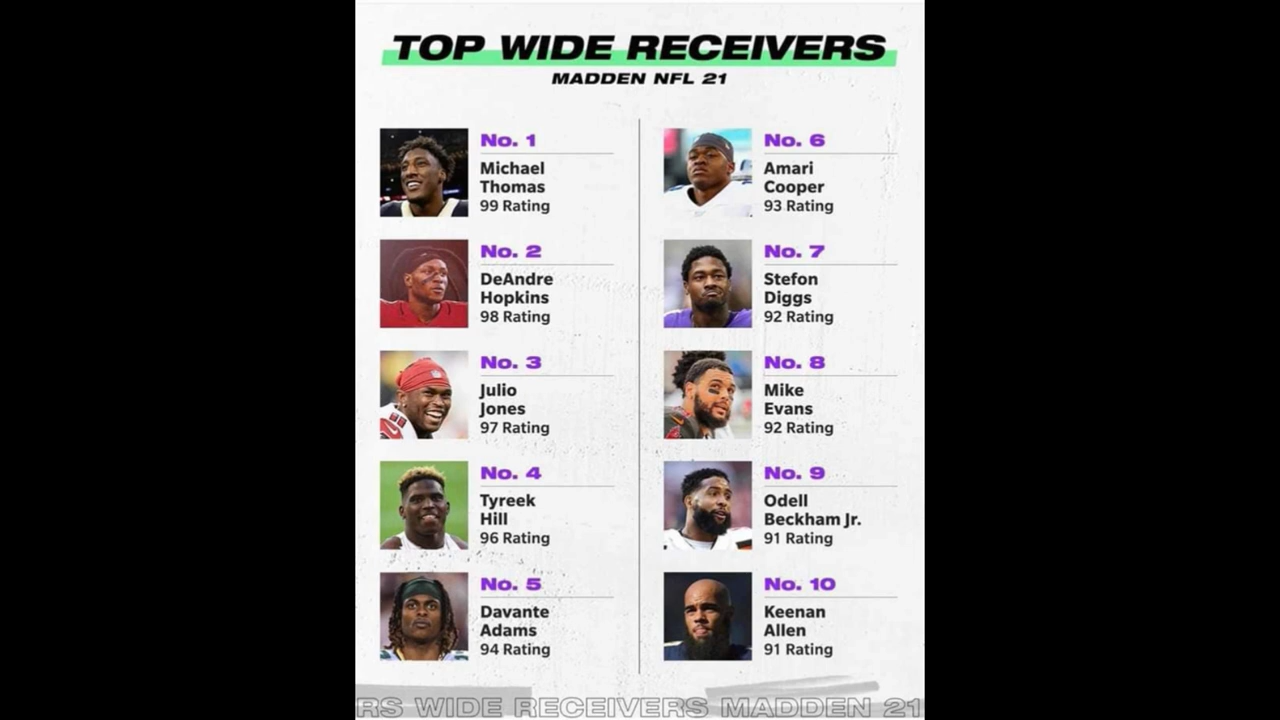 TOP WIDE RECEIVERS
MADDEN NFL 21
No. 1
Michael
Thomas
99 Rating
No. 2
DeAndre
Hopkins
98 Rating
No. 3
Julio
Jones
97 Rating
No. 4
Tyreek
Hill
96 Rating
No. 5
Davante
Adams
94 Rating
No. 6
Amari
Cooper
93 Rating
No. 7
Stefon
Diggs
92 Rating
No. 8
Mike
Evans
92 Rating
No. 9
Odell
Beckham Jr.
91 Rating
No. 10
Keenan
Allen
91 Rating
RS WIDE RECEIVERS MADDEN 21